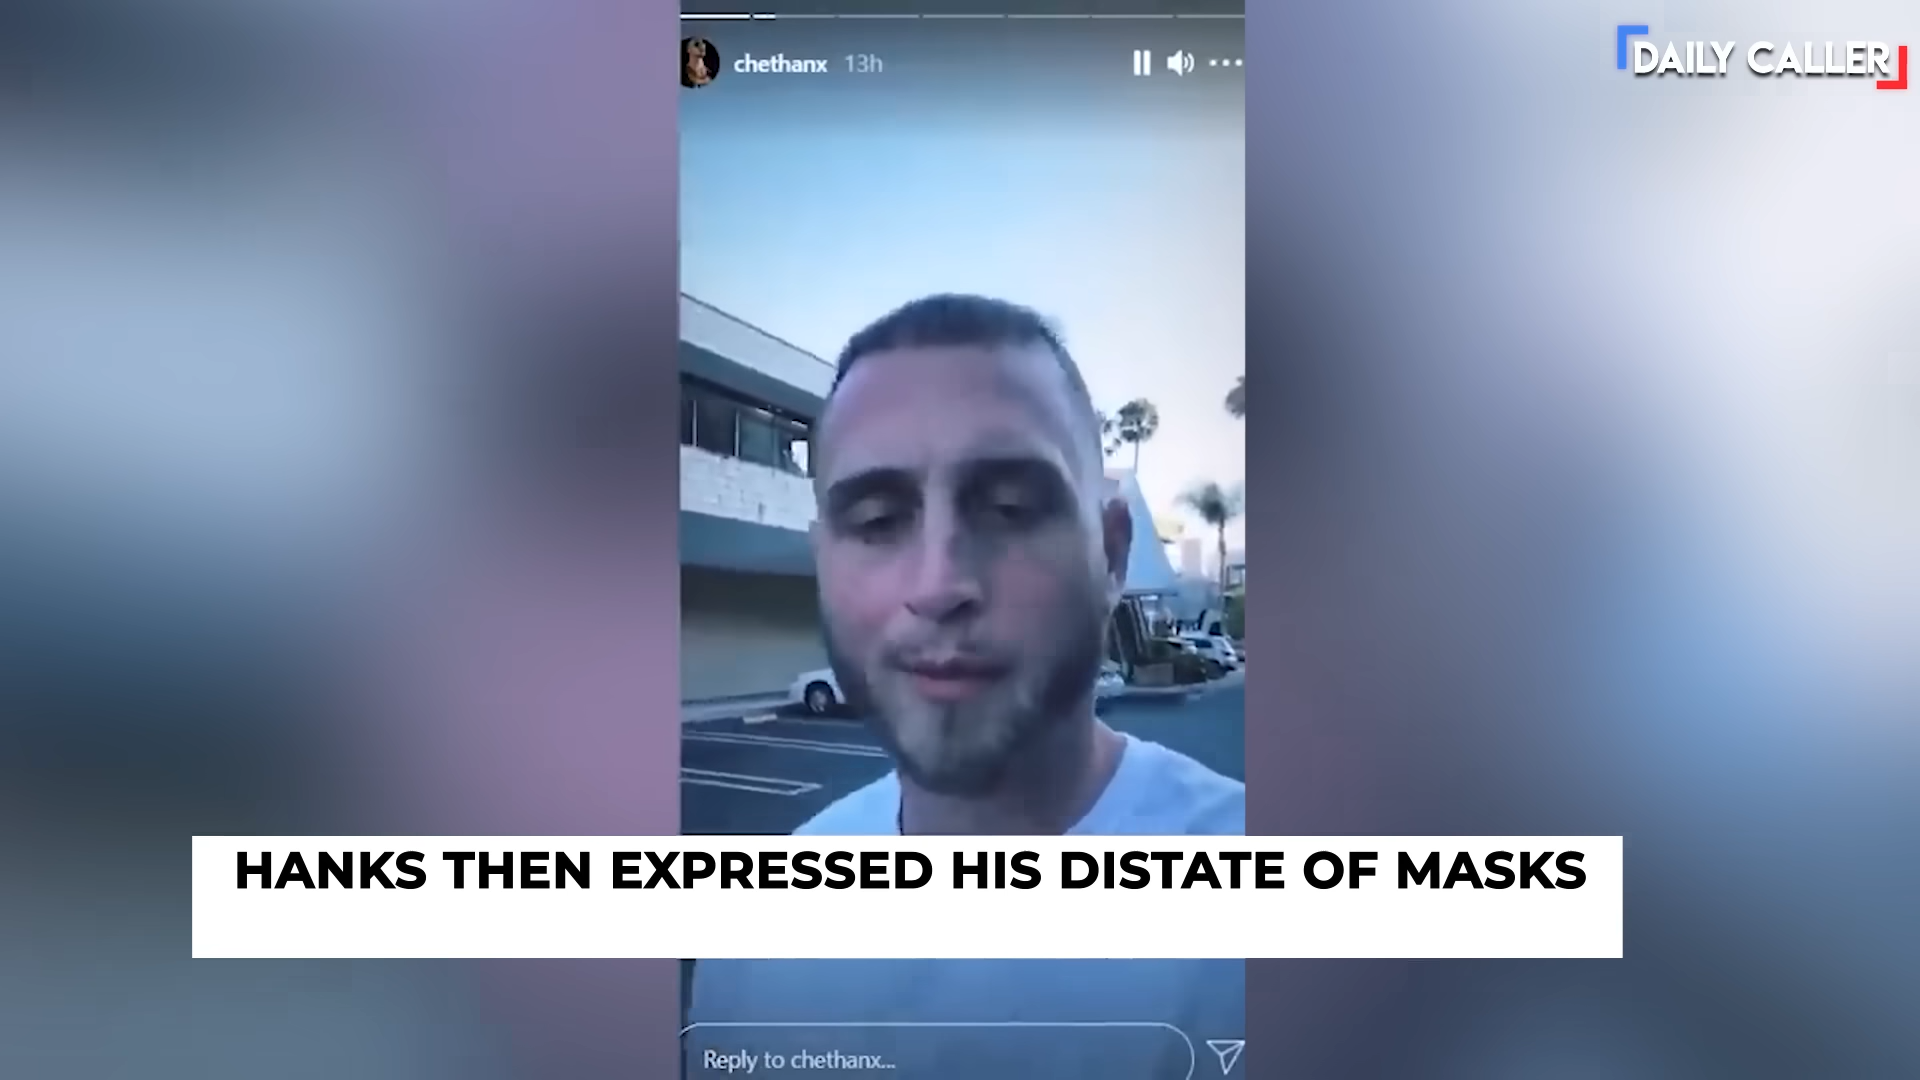 chethanx 13h
DAILY CALLER
HANKS THEN EXPRESSED HIS DISTATE OF MASKS
Reply to chethanx...